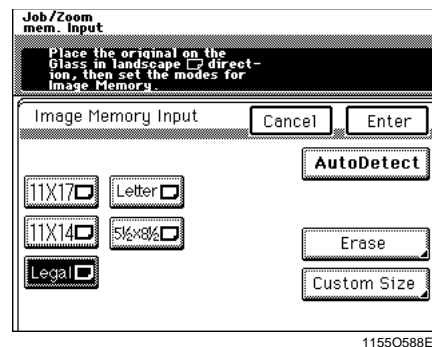 Job/Zoom
mem. Input
Place the original on the
Glass in landscape direct-
ion, then set the modes for
Image Memory.
Image Memory Input
Cancel
Enter
AutoDetect
11X17
Letter
11X14
5½x8½
Erase
Legal
Custom Size
1155O588E